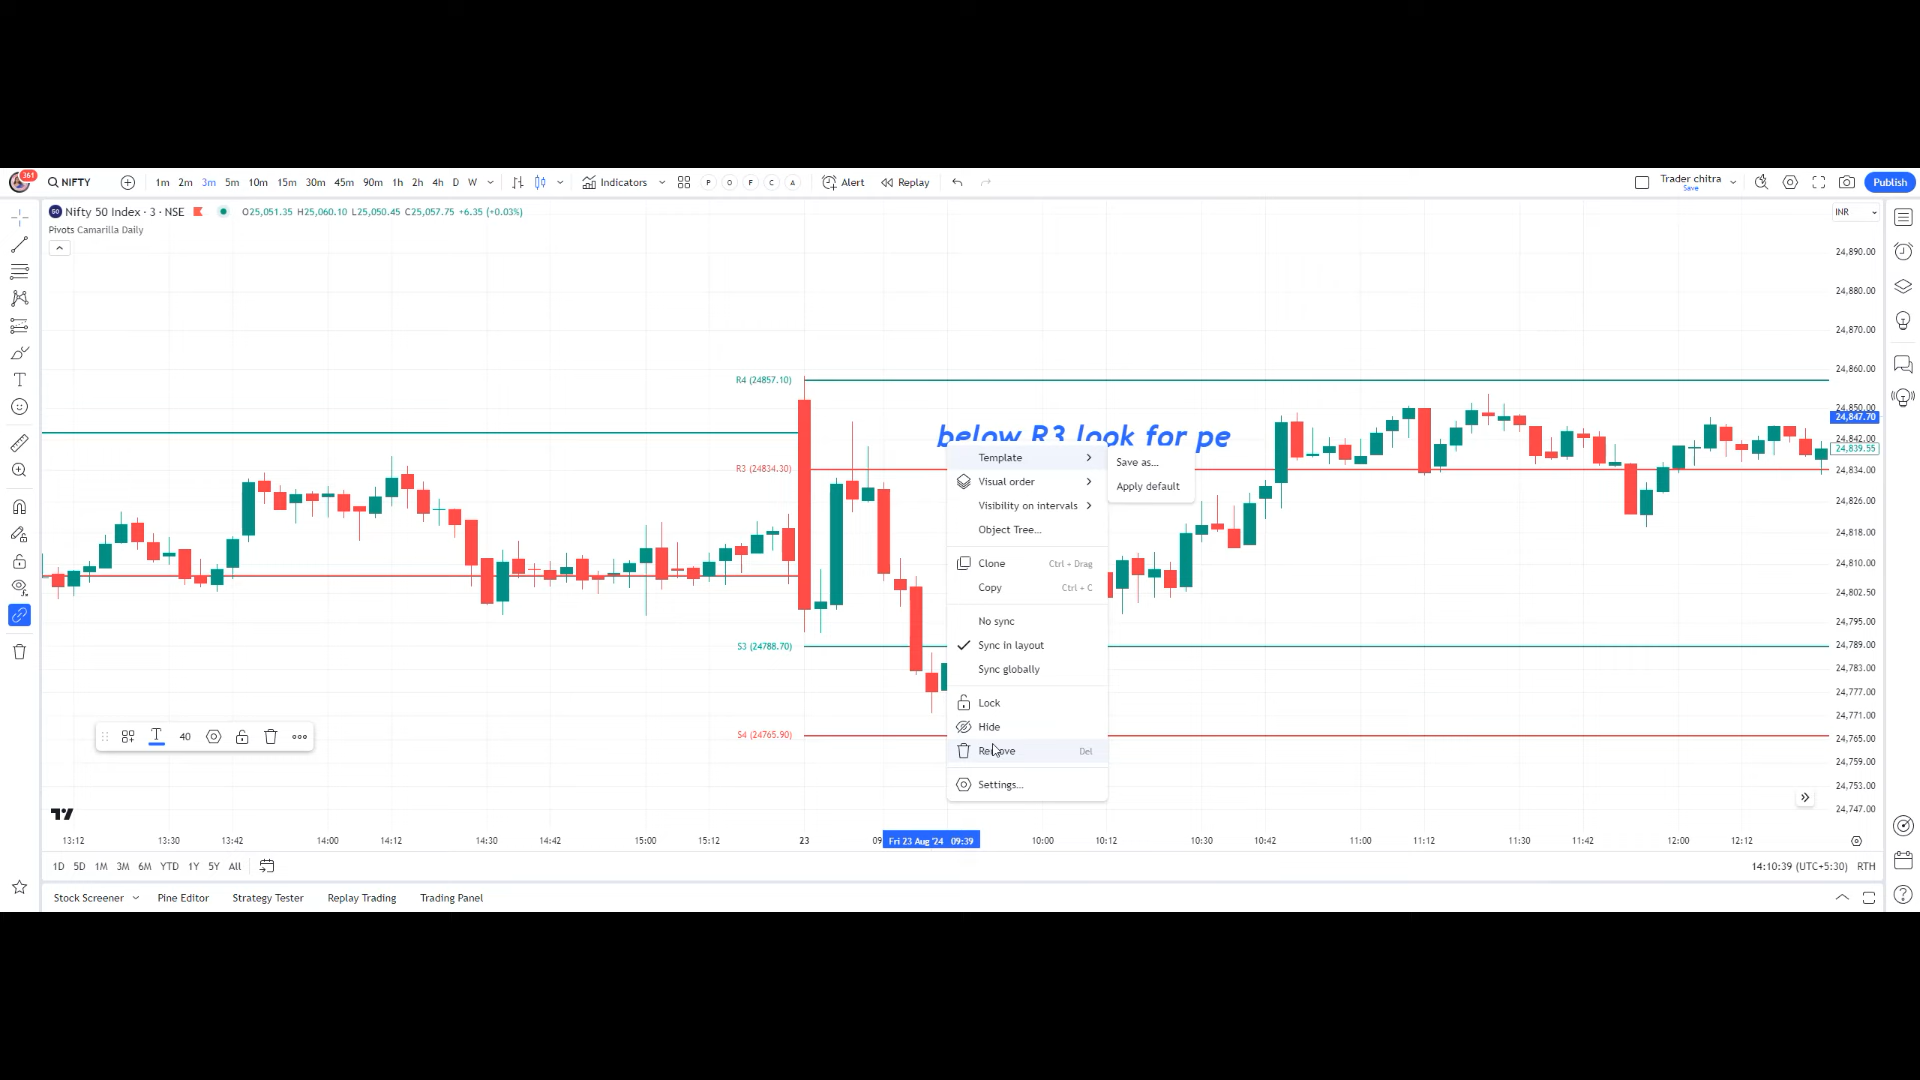 361
NIFTY
1m 2m 3m 5m 10m 15m 30m 45m 90m 1h 2h 4h D W
Indicators
P O F C A
Alert
Replay
Trader chitra
Save
Publish
Nifty 50 Index · 3 · NSE
O25,051.35 H25,060.10 L25,050.45 C25,057.75 +6.35 (+0.03%)
INR
Pivots Camarilla Daily
24,890.00
24,880.00
24,870.00
24,860.00
24,850.00
24,847.70
24,842.00
24,839.55
24,834.00
24,826.00
24,818.00
24,810.00
24,802.50
24,795.00
24,789.00
24,783.00
24,777.00
24,771.00
24,765.00
24,759.00
24,753.00
24,747.00
R4 (24857.10)
R3 (24834.30)
S3 (24788.70)
S4 (24765.90)
below R3 look for pe
Template
Save as...
Apply default
Visual order
Visibility on intervals
Object Tree...
Clone Ctrl + Drag
Copy Ctrl + C
No sync
Sync in layout
Sync globally
Lock
Hide
Remove Del
Settings...
T 40
13:12 13:30 13:42 14:00 14:12 14:30 14:42 15:00 15:12 23 09 Fri 23 Aug '24 09:39 10:00 10:12 10:30 10:42 11:00 11:12 11:30 11:42 12:00 12:12
1D 5D 1M 3M 6M YTD 1Y 5Y All
14:10:39 (UTC+5:30) RTH
Stock Screener Pine Editor Strategy Tester Replay Trading Trading Panel